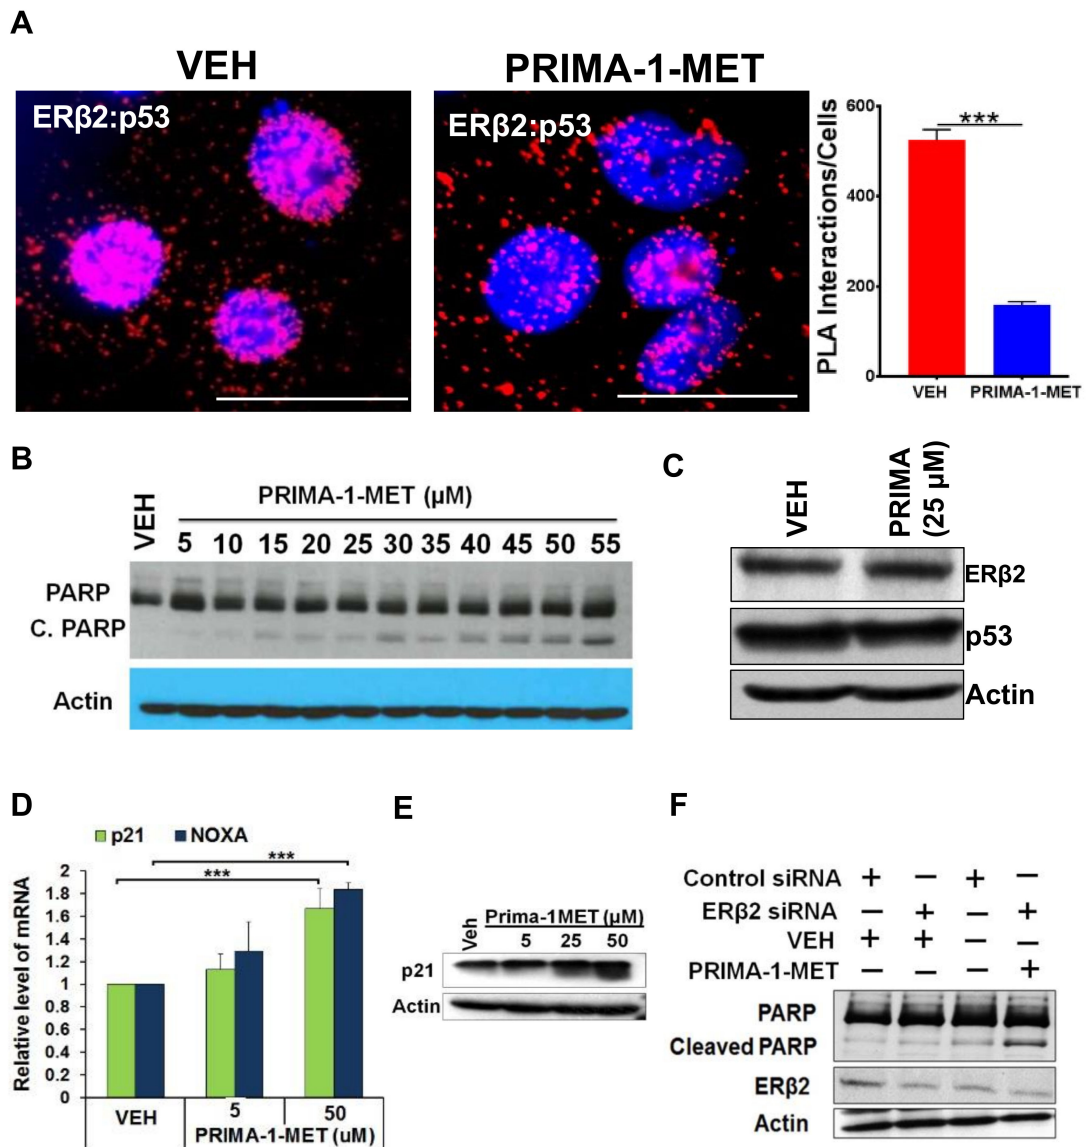 A
VEH
PRIMA-1-MET
ERβ2:p53
ERβ2:p53
PLA Interactions/Cells
600
400
200
0
***
VEH
PRIMA-1-MET
B
VEH
PRIMA-1-MET (µM)
5 10 15 20 25 30 35 40 45 50 55
PARP
C. PARP
Actin
C
VEH
PRIMA
(25 µM)
ERβ2
p53
Actin
D
p21
NOXA
***
***
Relative level of mRNA
2
1.8
1.6
1.4
1.2
1
0.8
0.6
0.4
0.2
0
VEH
5
50
PRIMA-1-MET (uM)
E
Veh
Prima-1MET (µM)
5 25 50
p21
Actin
F
Control siRNA + – + –
ERβ2 siRNA – + – +
VEH + + – –
PRIMA-1-MET – – – +
PARP
Cleaved PARP
ERβ2
Actin